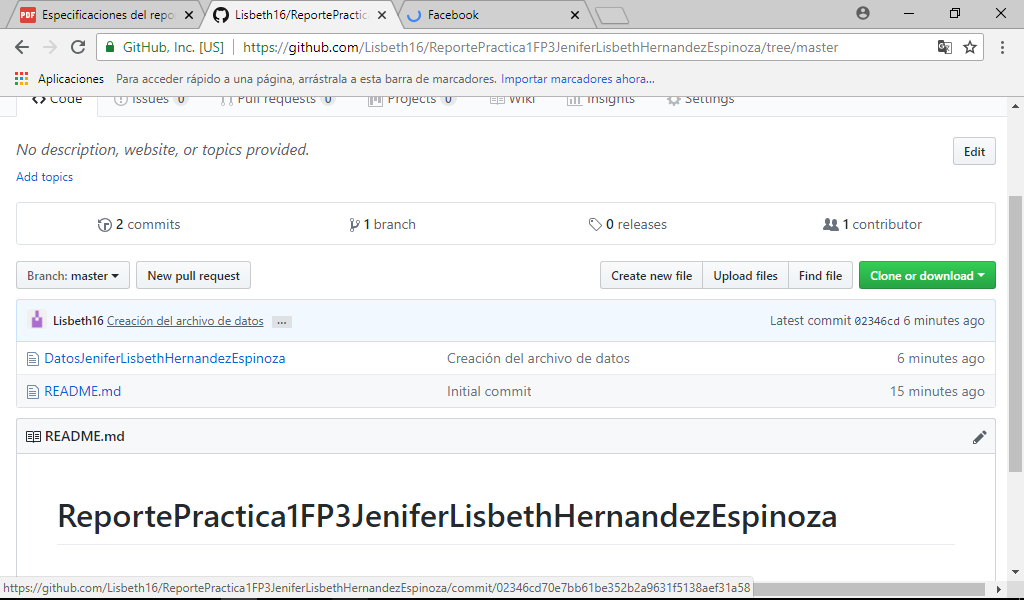 PDF Especificaciones del repo
Lisbeth16/ReportePractic
Facebook
GitHub, Inc. [US] https://github.com/Lisbeth16/ReportePractica1FP3JeniferLisbethHernandezEspinoza/tree/master
Aplicaciones Para acceder rápido a una página, arrástrala a esta barra de marcadores. Importar marcadores ahora...
Code Issues 0 Pull requests 0 Projects 0 Wiki Insights Settings
No description, website, or topics provided. Edit
Add topics
2 commits 1 branch 0 releases 1 contributor
Branch: master New pull request Create new file Upload files Find file Clone or download
Lisbeth16 Creación del archivo de datos ... Latest commit 02346cd 6 minutes ago
DatosJeniferLisbethHernandezEspinoza Creación del archivo de datos 6 minutes ago
README.md Initial commit 15 minutes ago
README.md
ReportePractica1FP3JeniferLisbethHernandezEspinoza
https://github.com/Lisbeth16/ReportePractica1FP3JeniferLisbethHernandezEspinoza/commit/02346cd70e7bb61be352b2a9631f5138aef31a58